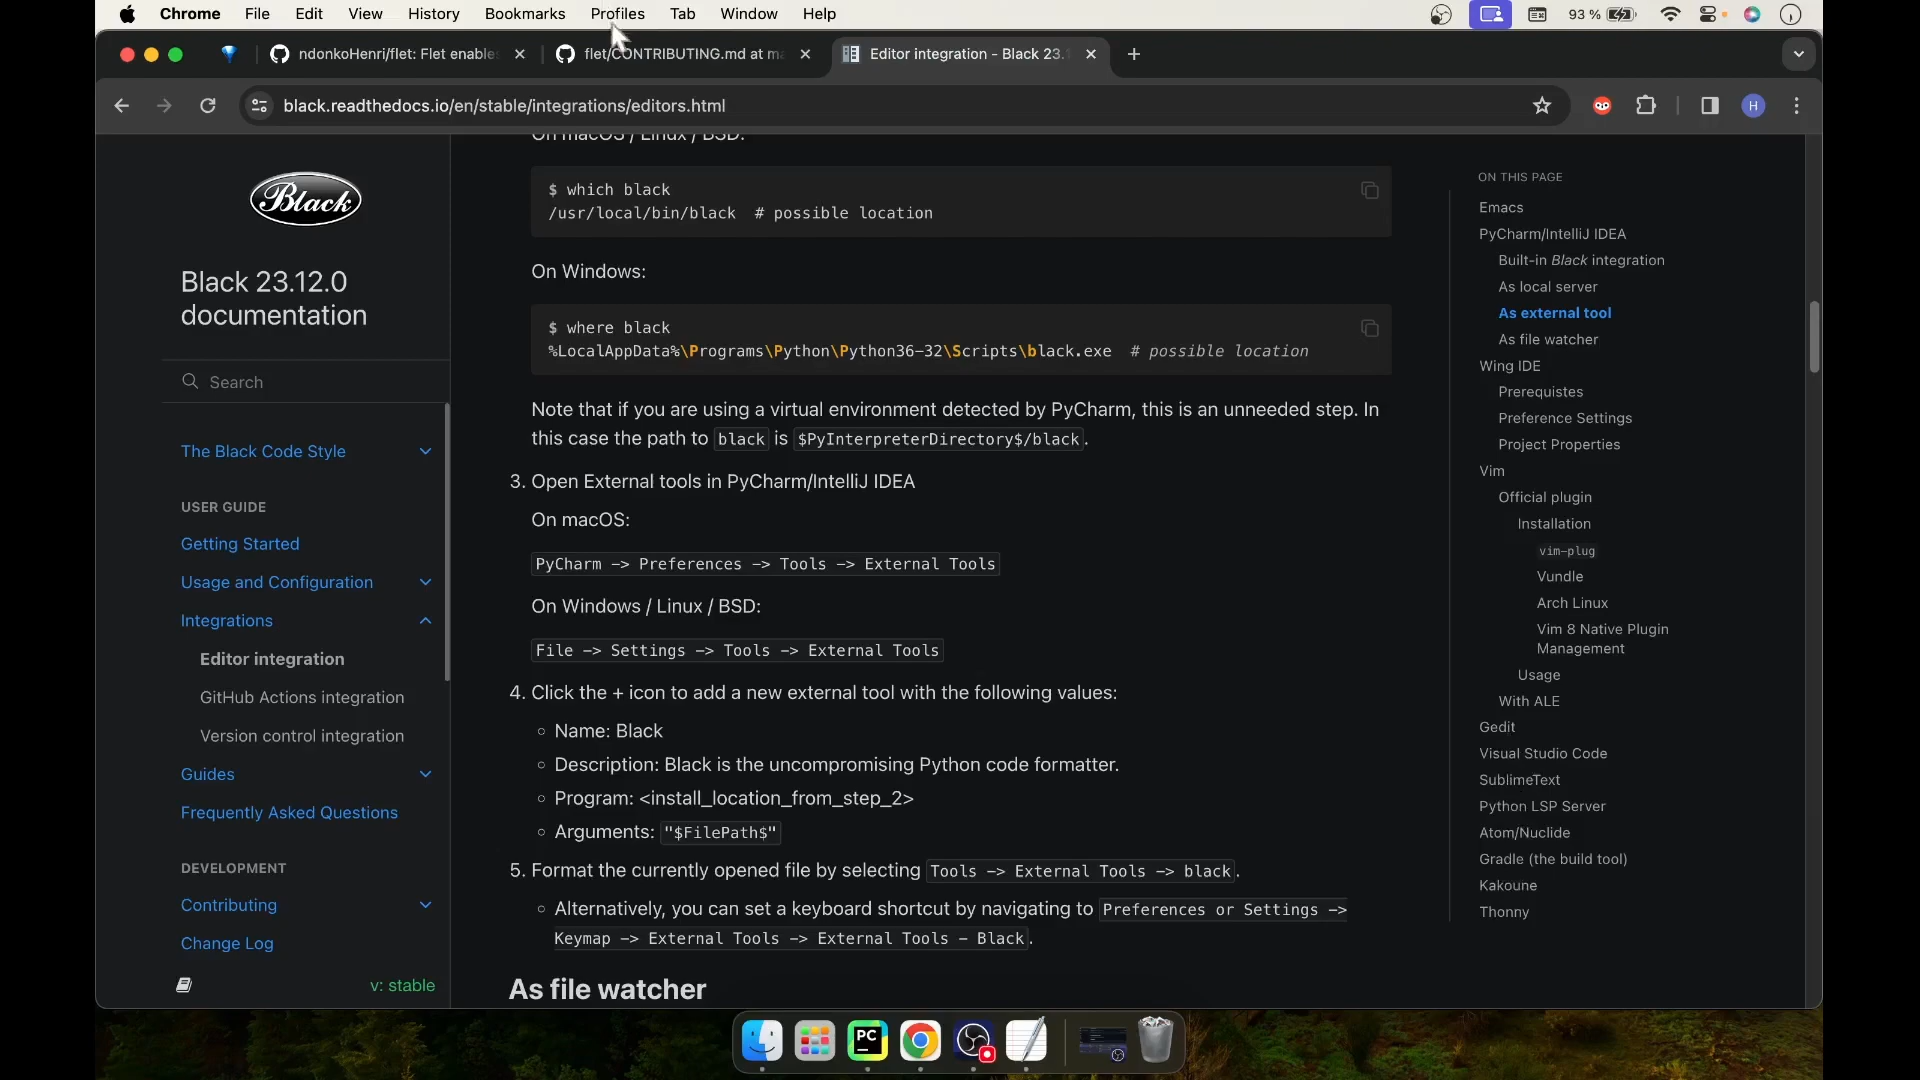 Chrome File Edit View History Bookmarks Profiles Tab Window Help 93 %
ndonkoHenri/flet: Flet enable
flet/CONTRIBUTING.md at ma
Editor integration - Black 23.
black.readthedocs.io/en/stable/integrations/editors.html
H
Black
Black 23.12.0
documentation
Search
The Black Code Style
USER GUIDE
Getting Started
Usage and Configuration
Integrations
Editor integration
GitHub Actions integration
Version control integration
Guides
Frequently Asked Questions
DEVELOPMENT
Contributing
Change Log
v: stable
On macOS / Linux / BSD:
$ which black
/usr/local/bin/black # possible location
On Windows:
$ where black
%LocalAppData%\Programs\Python\Python36-32\Scripts\black.exe # possible location
Note that if you are using a virtual environment detected by PyCharm, this is an unneeded step. In
this case the path to black is $PyInterpreterDirectory$/black.
3. Open External tools in PyCharm/IntelliJ IDEA
On macOS:
PyCharm -> Preferences -> Tools -> External Tools
On Windows / Linux / BSD:
File -> Settings -> Tools -> External Tools
4. Click the + icon to add a new external tool with the following values:
Name: Black
Description: Black is the uncompromising Python code formatter.
Program: <install_location_from_step_2>
Arguments: "$FilePath$"
5. Format the currently opened file by selecting Tools -> External Tools -> black.
Alternatively, you can set a keyboard shortcut by navigating to Preferences or Settings ->
Keymap -> External Tools -> External Tools - Black.
As file watcher
ON THIS PAGE
Emacs
PyCharm/IntelliJ IDEA
Built-in Black integration
As local server
As external tool
As file watcher
Wing IDE
Prerequistes
Preference Settings
Project Properties
Vim
Official plugin
Installation
vim-plug
Vundle
Arch Linux
Vim 8 Native Plugin
Management
Usage
With ALE
Gedit
Visual Studio Code
SublimeText
Python LSP Server
Atom/Nuclide
Gradle (the build tool)
Kakoune
Thonny
PC